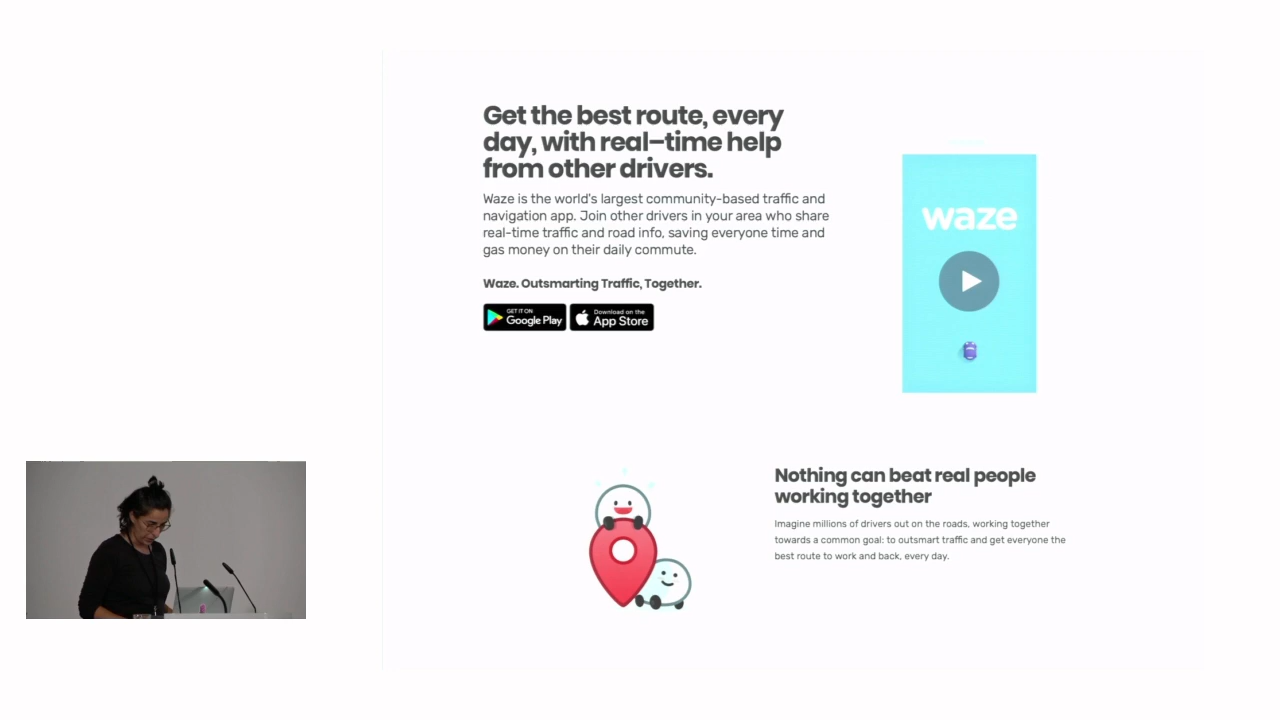 Get the best route, every
day, with real-time help
from other drivers.
Waze is the world's largest community-based traffic and
navigation app. Join other drivers in your area who share
real-time traffic and road info, saving everyone time and
gas money on their daily commute.
Waze. Outsmarting Traffic, Together.
GET IT ON
Google Play
Download on the
App Store
waze
Nothing can beat real people
working together
Imagine millions of drivers out on the roads, working together
towards a common goal: to outsmart traffic and get everyone the
best route to work and back, every day.